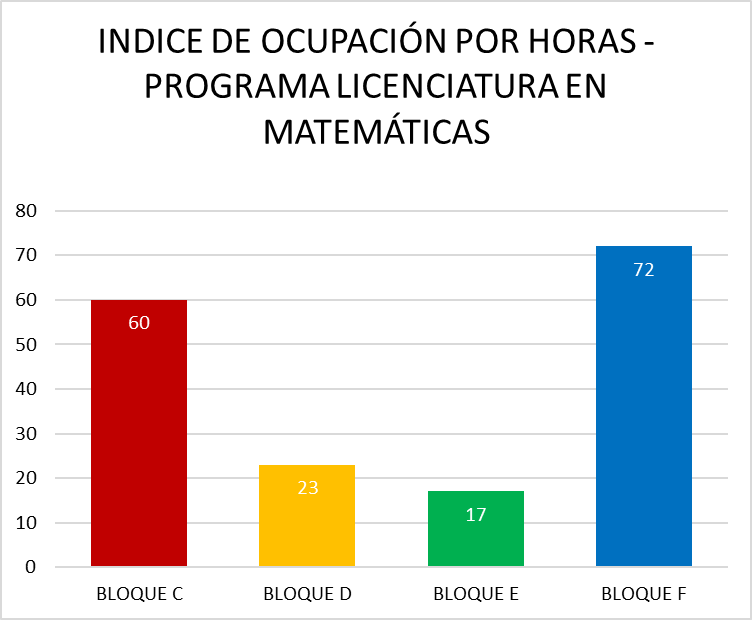 INDICE DE OCUPACIÓN POR HORAS -
PROGRAMA LICENCIATURA EN
MATEMÁTICAS
80
70
60
50
40
30
20
10
0
60
23
17
72
BLOQUE C
BLOQUE D
BLOQUE E
BLOQUE F